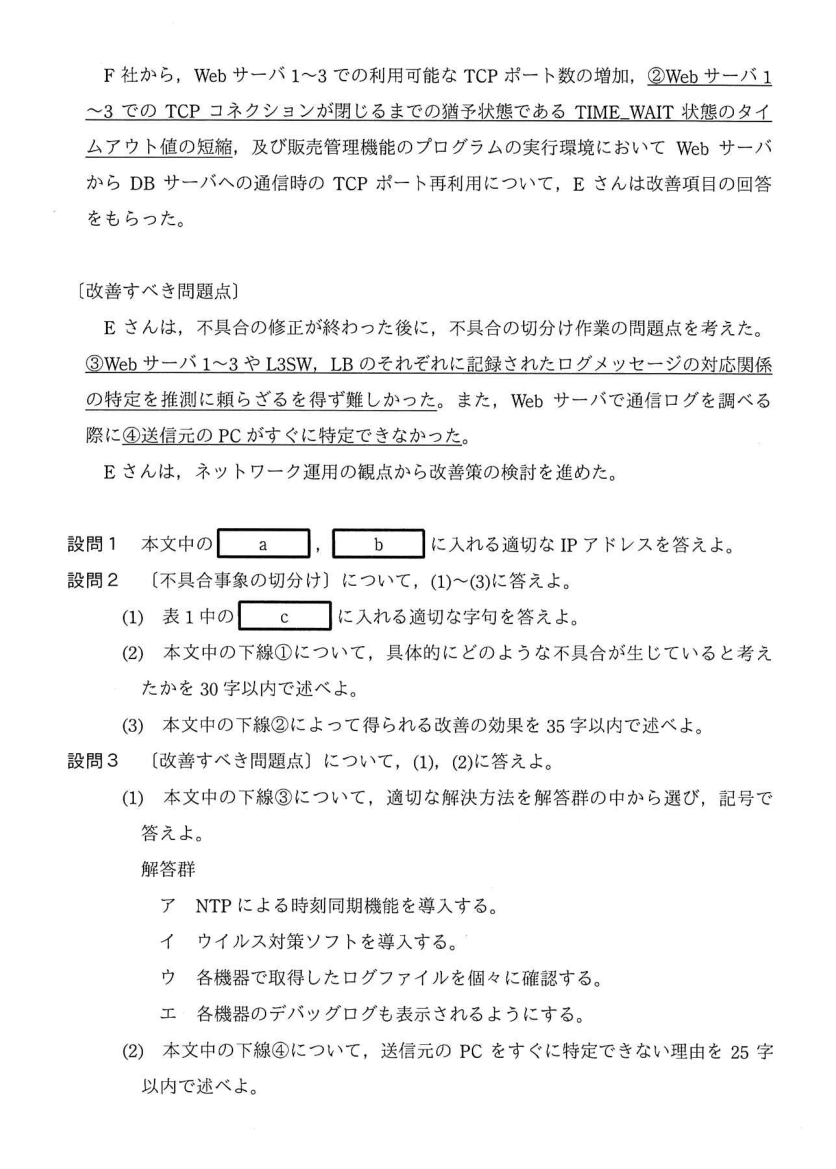 F 社から，Web サーバ 1～3 での利用可能な TCP ポート数の増加，②Web サーバ 1
～3 での TCP コネクションが閉じるまでの猶予状態である TIME_WAIT 状態のタイ
ムアウト値の短縮，及び販売管理機能のプログラムの実行環境において Web サーバ
から DB サーバへの通信時の TCP ポート再利用について，E さんは改善項目の回答
をもらった。
〔改善すべき問題点〕
E さんは，不具合の修正が終わった後に，不具合の切分け作業の問題点を考えた。
③Web サーバ 1～3 や L3SW，LB のそれぞれに記録されたログメッセージの対応関係
の特定を推測に頼らざるを得ず難しかった。また，Web サーバで通信ログを調べる
際に④送信元の PC がすぐに特定できなかった。
E さんは，ネットワーク運用の観点から改善策の検討を進めた。
設問1 本文中の a ， b に入れる適切な IP アドレスを答えよ。
設問2 〔不具合事象の切分け〕について，(1)～(3)に答えよ。
(1) 表 1 中の c に入れる適切な字句を答えよ。
(2) 本文中の下線①について，具体的にどのような不具合が生じていると考え
たかを 30 字以内で述べよ。
(3) 本文中の下線②によって得られる改善の効果を 35 字以内で述べよ。
設問3 〔改善すべき問題点〕について，(1)，(2)に答えよ。
(1) 本文中の下線③について，適切な解決方法を解答群の中から選び，記号で
答えよ。
解答群
ア NTP による時刻同期機能を導入する。
イ ウイルス対策ソフトを導入する。
ウ 各機器で取得したログファイルを個々に確認する。
エ 各機器のデバッグログも表示されるようにする。
(2) 本文中の下線④について，送信元の PC をすぐに特定できない理由を 25 字
以内で述べよ。